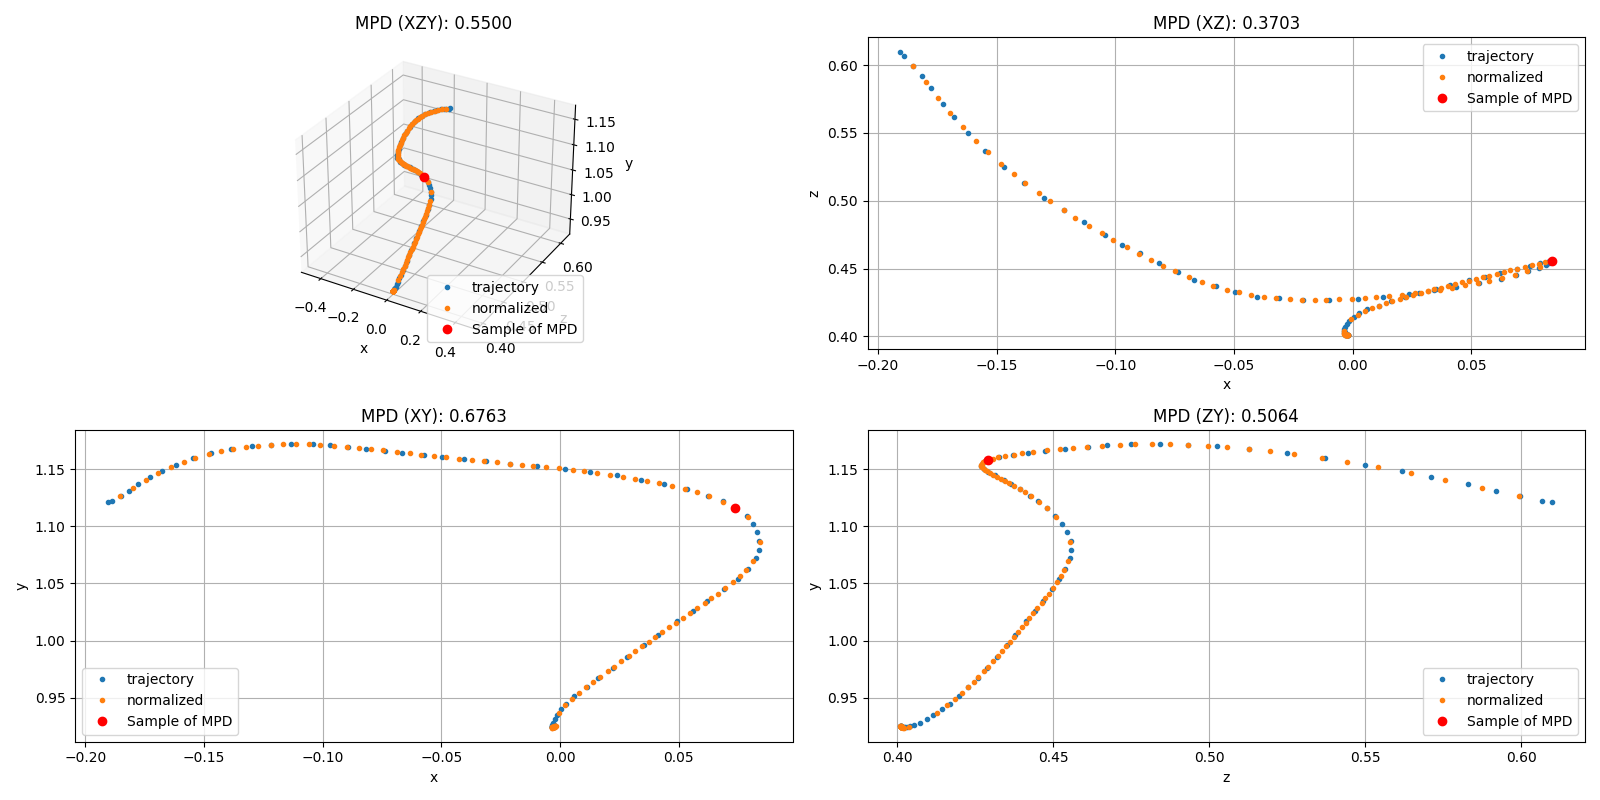 MPD (XZY): 0.5500
1.15
1.10
1.05
1.00
0.95
y
0.60
0.55
0.50
0.45
0.40
z
−0.4
−0.2
0.0
0.2
0.4
x
trajectory
normalized
Sample of MPD
MPD (XZ): 0.3703
0.60
0.55
0.50
0.45
0.40
z
−0.20
−0.15
−0.10
−0.05
0.00
0.05
x
trajectory
normalized
Sample of MPD
MPD (XY): 0.6763
1.15
1.10
1.05
1.00
0.95
y
−0.20
−0.15
−0.10
−0.05
0.00
0.05
x
trajectory
normalized
Sample of MPD
MPD (ZY): 0.5064
1.15
1.10
1.05
1.00
0.95
y
0.40
0.45
0.50
0.55
0.60
z
trajectory
normalized
Sample of MPD